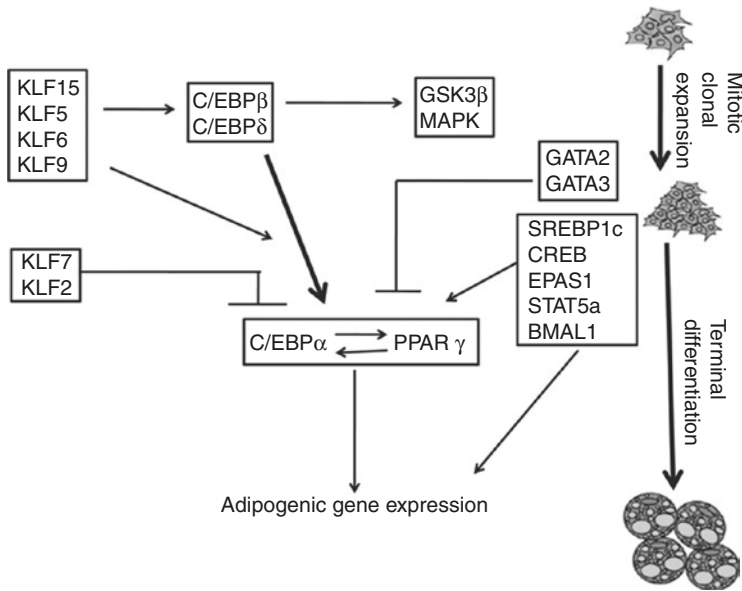 KLF15
KLF5
KLF6
KLF9
C/EBPβ
C/EBPδ
GSK3β
MAPK
GATA2
GATA3
KLF7
KLF2
SREBP1c
CREB
EPAS1
STAT5a
BMAL1
C/EBPα
PPAR γ
Adipogenic gene expression
Mitotic
clonal
expansion
Terminal
differentiation